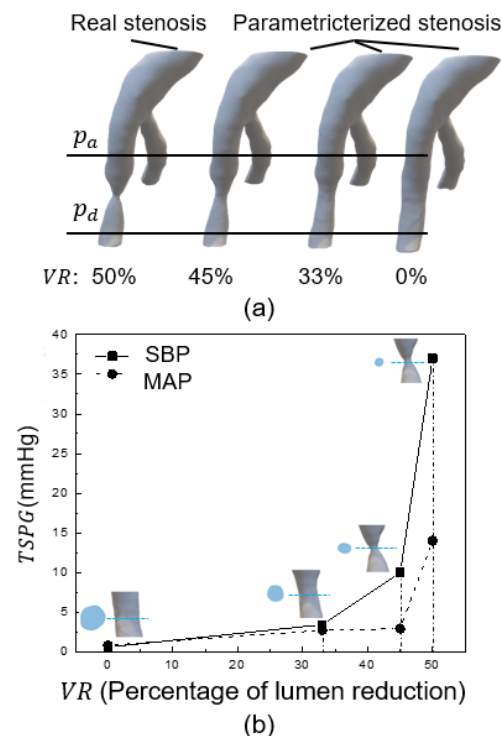 Real stenosis Parametricterized stenosis
p_a
p_d
VR: 50% 45% 33% 0%
(a)
40
35
30
25
20
15
10
5
0
TSPG(mmHg)
SBP
MAP
0 10 20 30 40 50
VR (Percentage of lumen reduction)
(b)